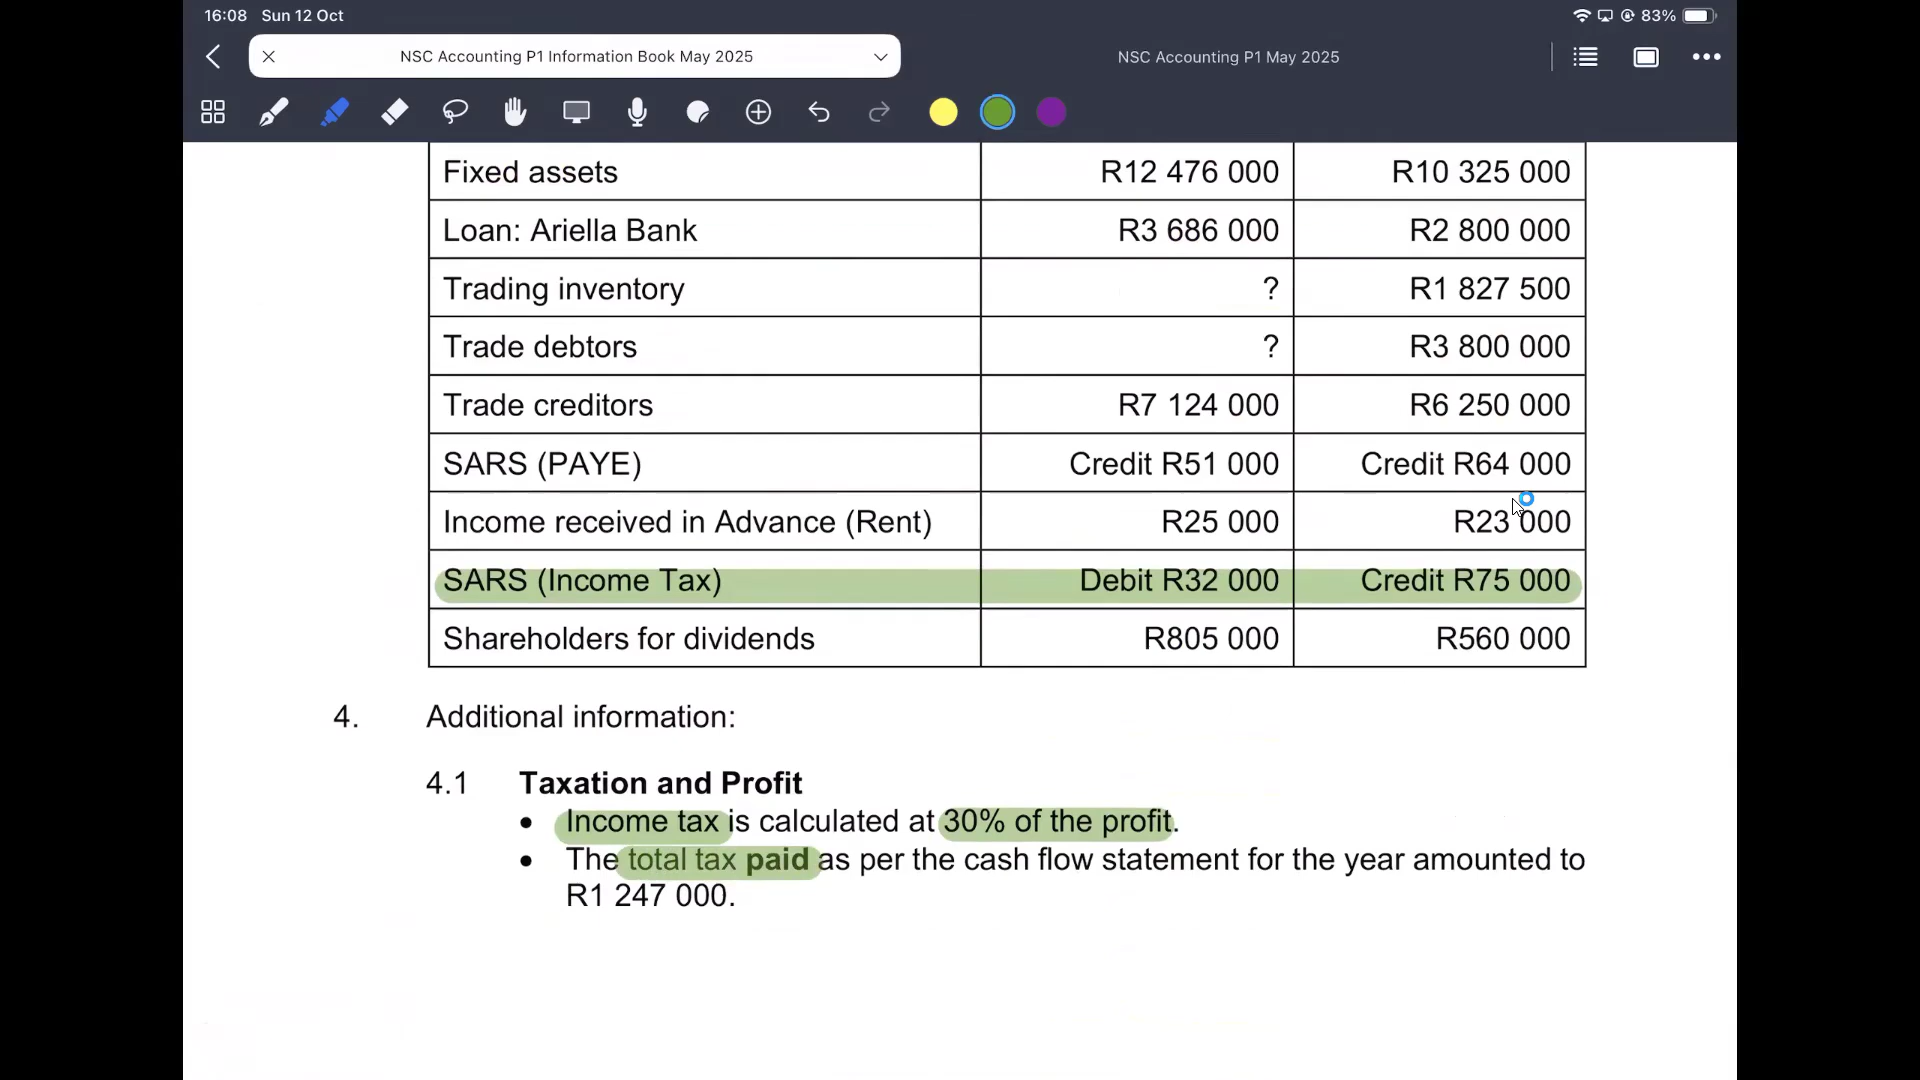 16:08 Sun 12 Oct 83%
NSC Accounting P1 Information Book May 2025 NSC Accounting P1 May 2025
Fixed assets R12 476 000 R10 325 000
Loan: Ariella Bank R3 686 000 R2 800 000
Trading inventory ? R1 827 500
Trade debtors ? R3 800 000
Trade creditors R7 124 000 R6 250 000
SARS (PAYE) Credit R51 000 Credit R64 000
Income received in Advance (Rent) R25 000 R23 000
SARS (Income Tax) Debit R32 000 Credit R75 000
Shareholders for dividends R805 000 R560 000
4. Additional information:
4.1 Taxation and Profit
• Income tax is calculated at 30% of the profit.
• The total tax paid as per the cash flow statement for the year amounted to
R1 247 000.